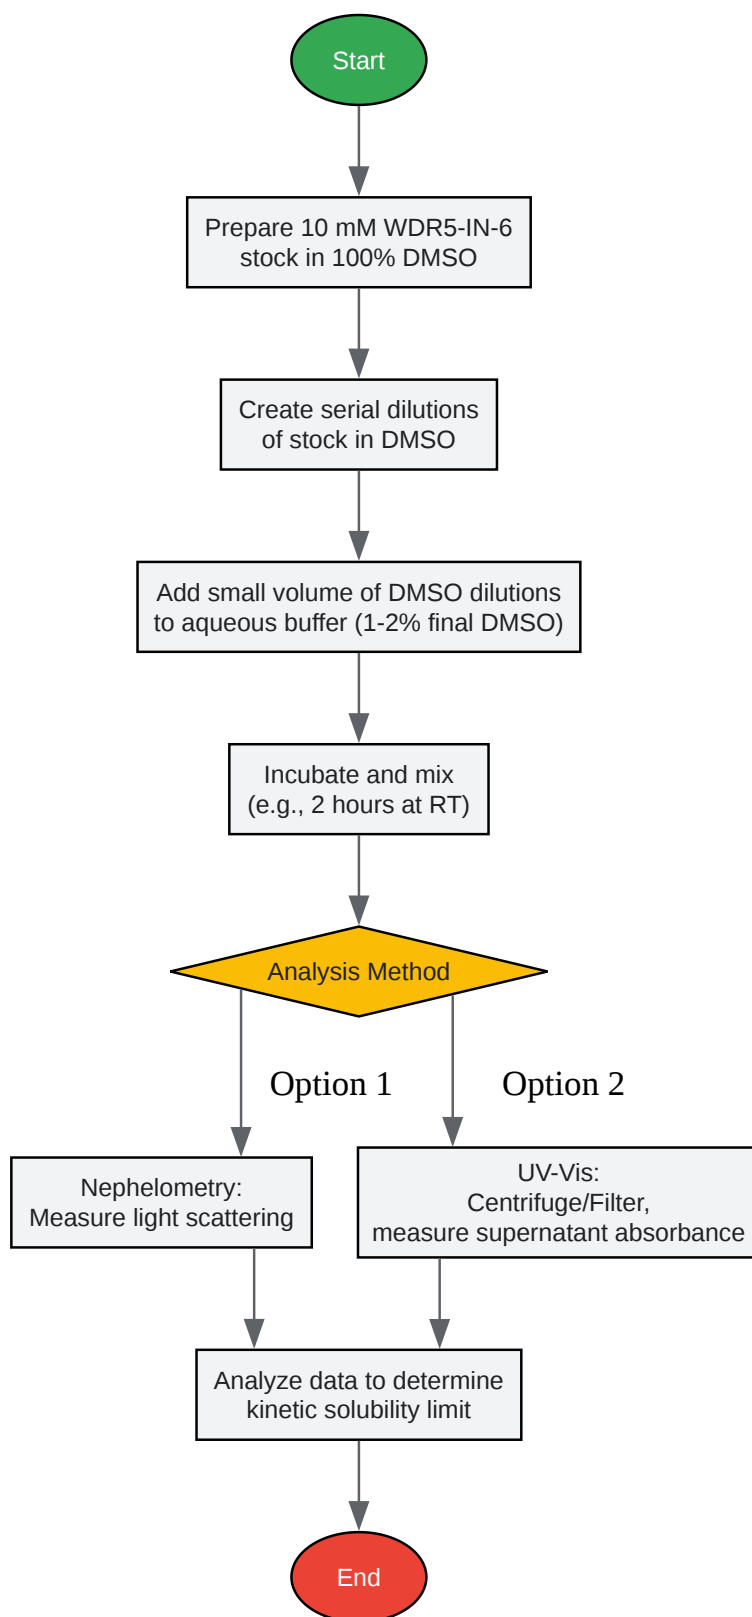 Start
Prepare 10 mM WDR5-IN-6
stock in 100% DMSO
Create serial dilutions
of stock in DMSO
Add small volume of DMSO dilutions
to aqueous buffer (1-2% final DMSO)
Incubate and mix
(e.g., 2 hours at RT)
Analysis Method
Option 1
Option 2
Nephelometry:
Measure light scattering
UV-Vis:
Centrifuge/Filter,
measure supernatant absorbance
Analyze data to determine
kinetic solubility limit
End